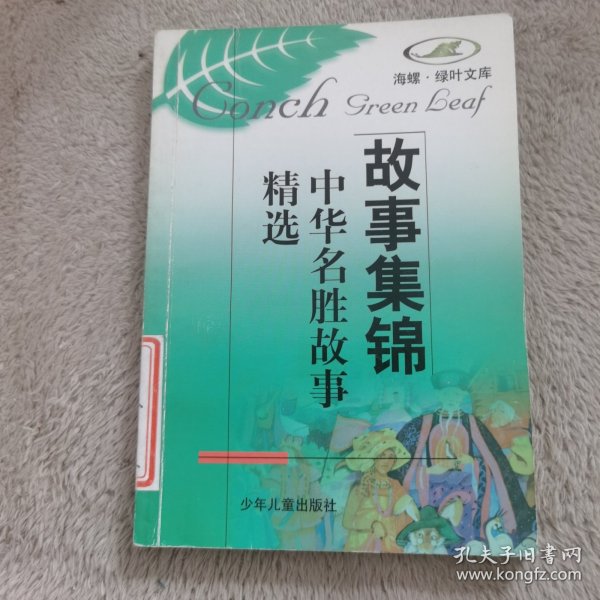 海螺·绿叶文库
Conch Green Leaf
故事集锦
中华名胜故事
精选
少年儿童出版社
孔夫子旧书网
www.kongfz.com